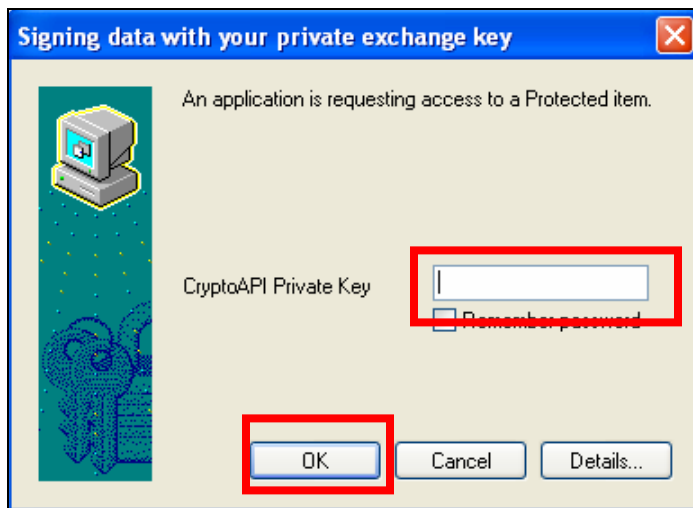 Signing data with your private exchange key
An application is requesting access to a Protected item.
CryptoAPI Private Key
Remember password
OK
Cancel
Details...